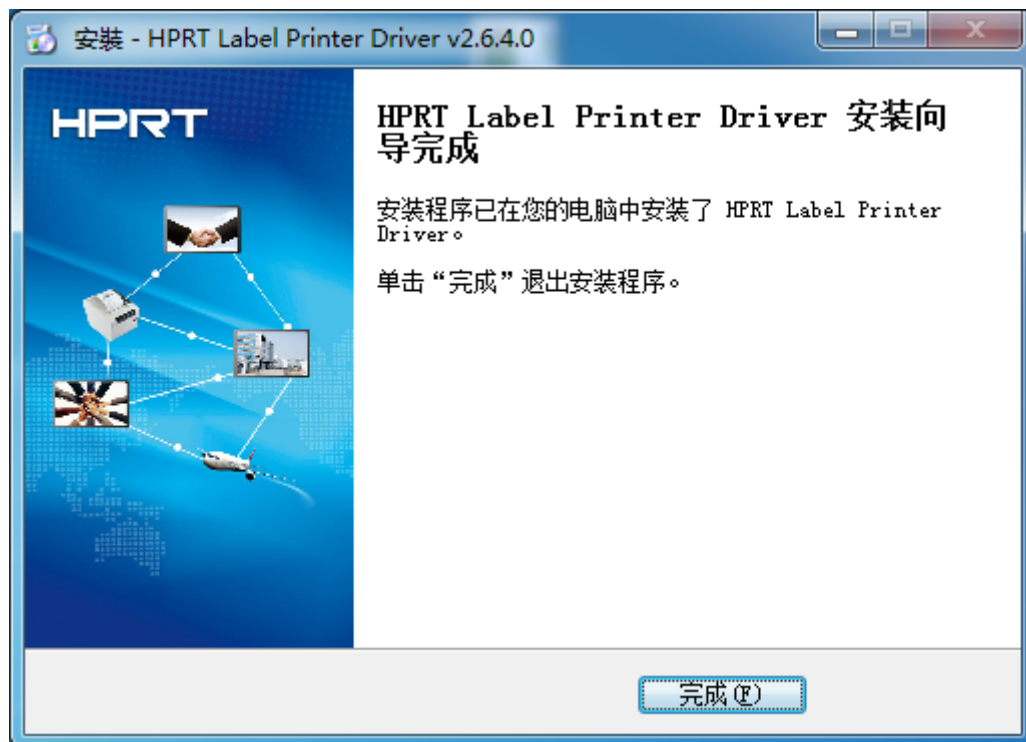 安裝 - HPRT Label Printer Driver v2.6.4.0
HPRT
HPRT Label Printer Driver 安装向
导完成
安装程序已在您的电脑中安装了 HPRT Label Printer
Driver。
单击“完成”退出安装程序。
完成(F)